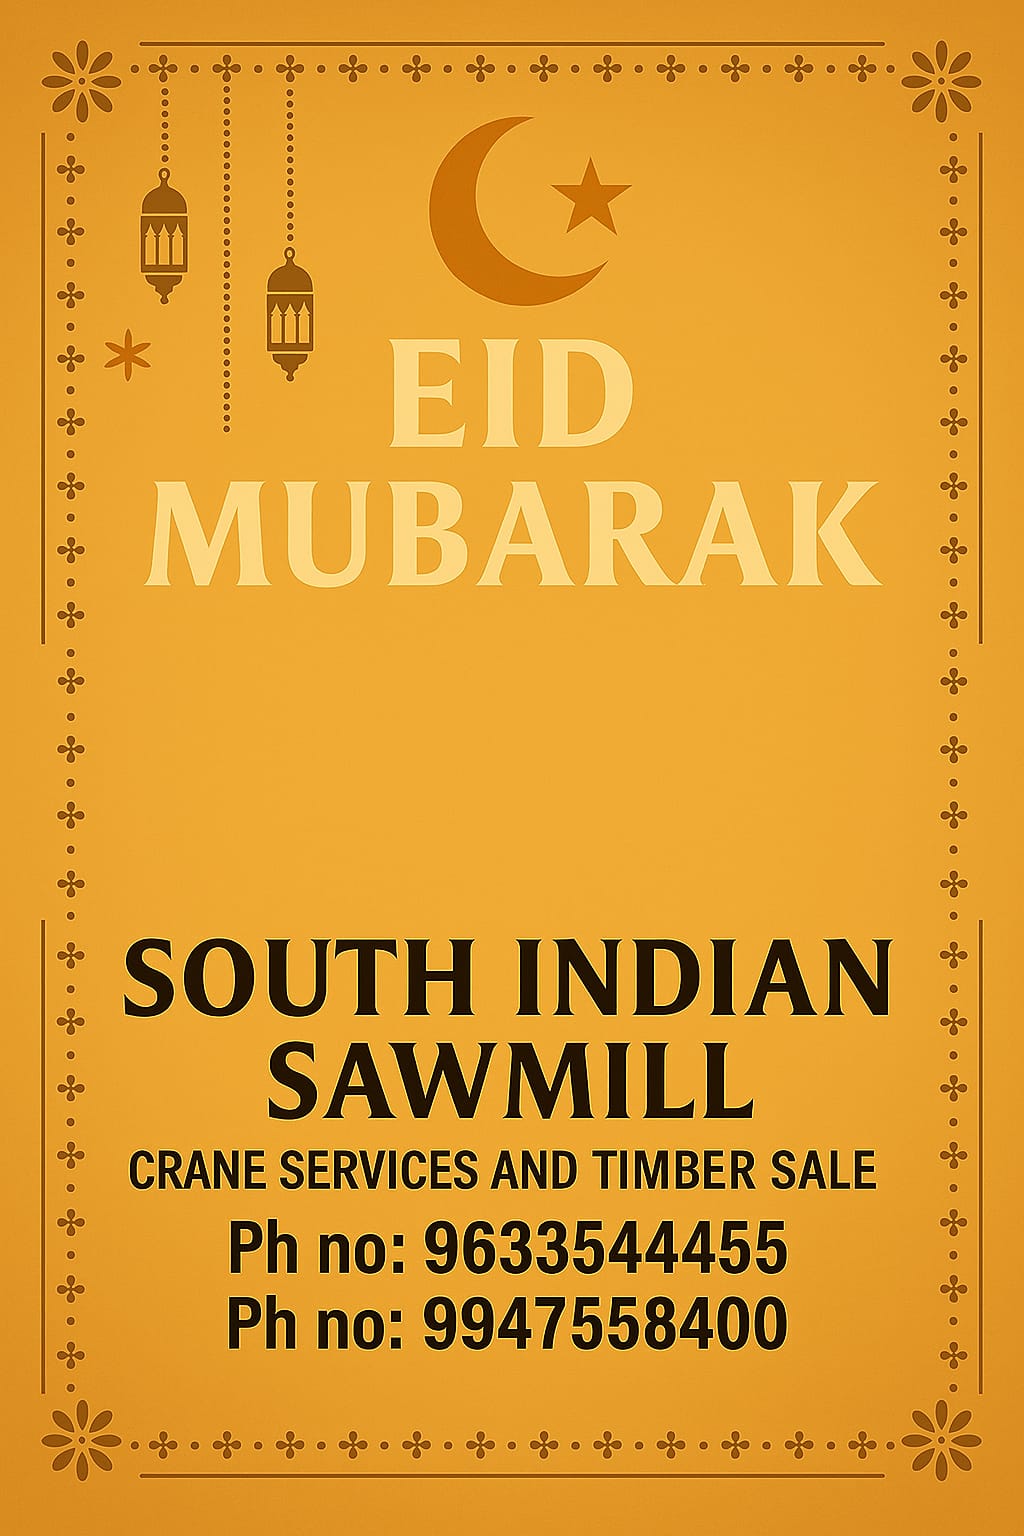 EID
MUBARAK
SOUTH INDIAN
SAWMILL
CRANE SERVICES AND TIMBER SALE
Ph no: 9633544455
Ph no: 9947558400